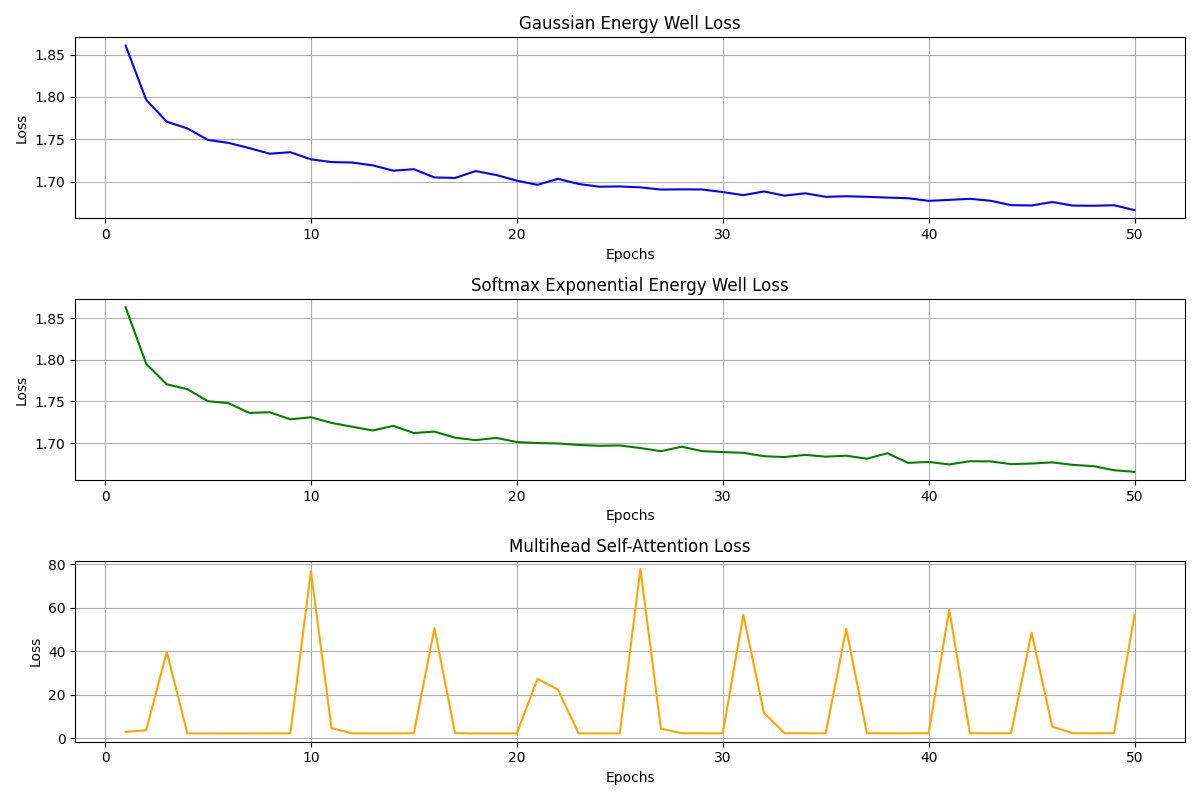 Gaussian Energy Well Loss
Loss
1.85
1.80
1.75
1.70
0 10 20 30 40 50
Epochs
Softmax Exponential Energy Well Loss
Loss
1.85
1.80
1.75
1.70
0 10 20 30 40 50
Epochs
Multihead Self-Attention Loss
Loss
80
60
40
20
0
0 10 20 30 40 50
Epochs